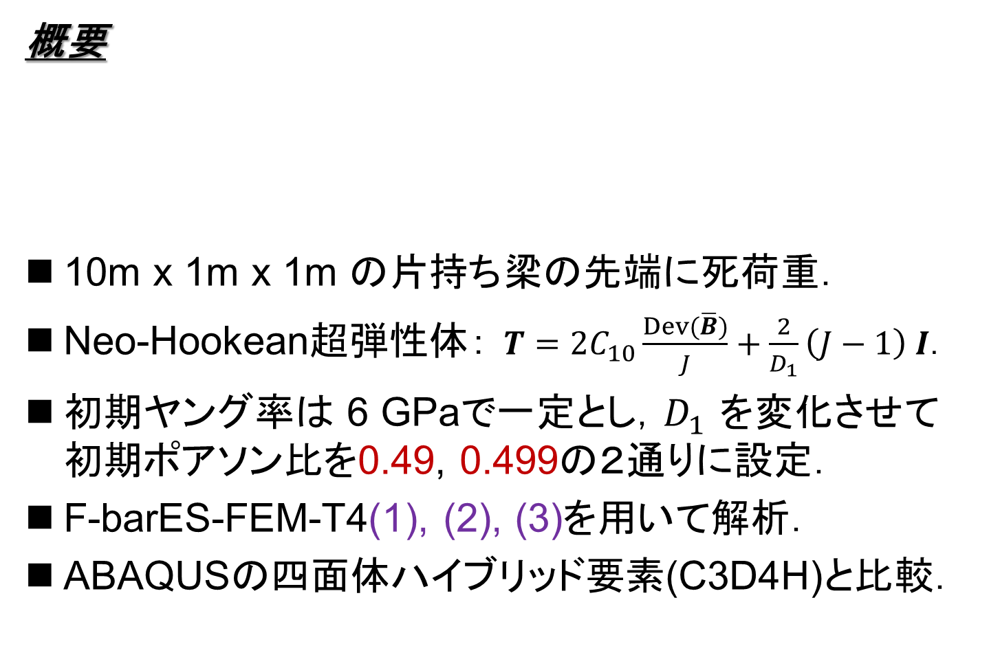 概要
■ 10m x 1m x 1m の片持ち梁の先端に死荷重．
■ Neo-Hookean超弾性体： $\boldsymbol{T} = 2C_{10}\frac{\mathrm{Dev}(\bar{\boldsymbol{B}})}{J} + \frac{2}{D_1}(J-1)\,\boldsymbol{I}$．
■ 初期ヤング率は 6 GPaで一定とし，$D_1$ を変化させて
初期ポアソン比を0.49, 0.499の２通りに設定．
■ F-barES-FEM-T4(1), (2), (3)を用いて解析．
■ ABAQUSの四面体ハイブリッド要素(C3D4H)と比較．